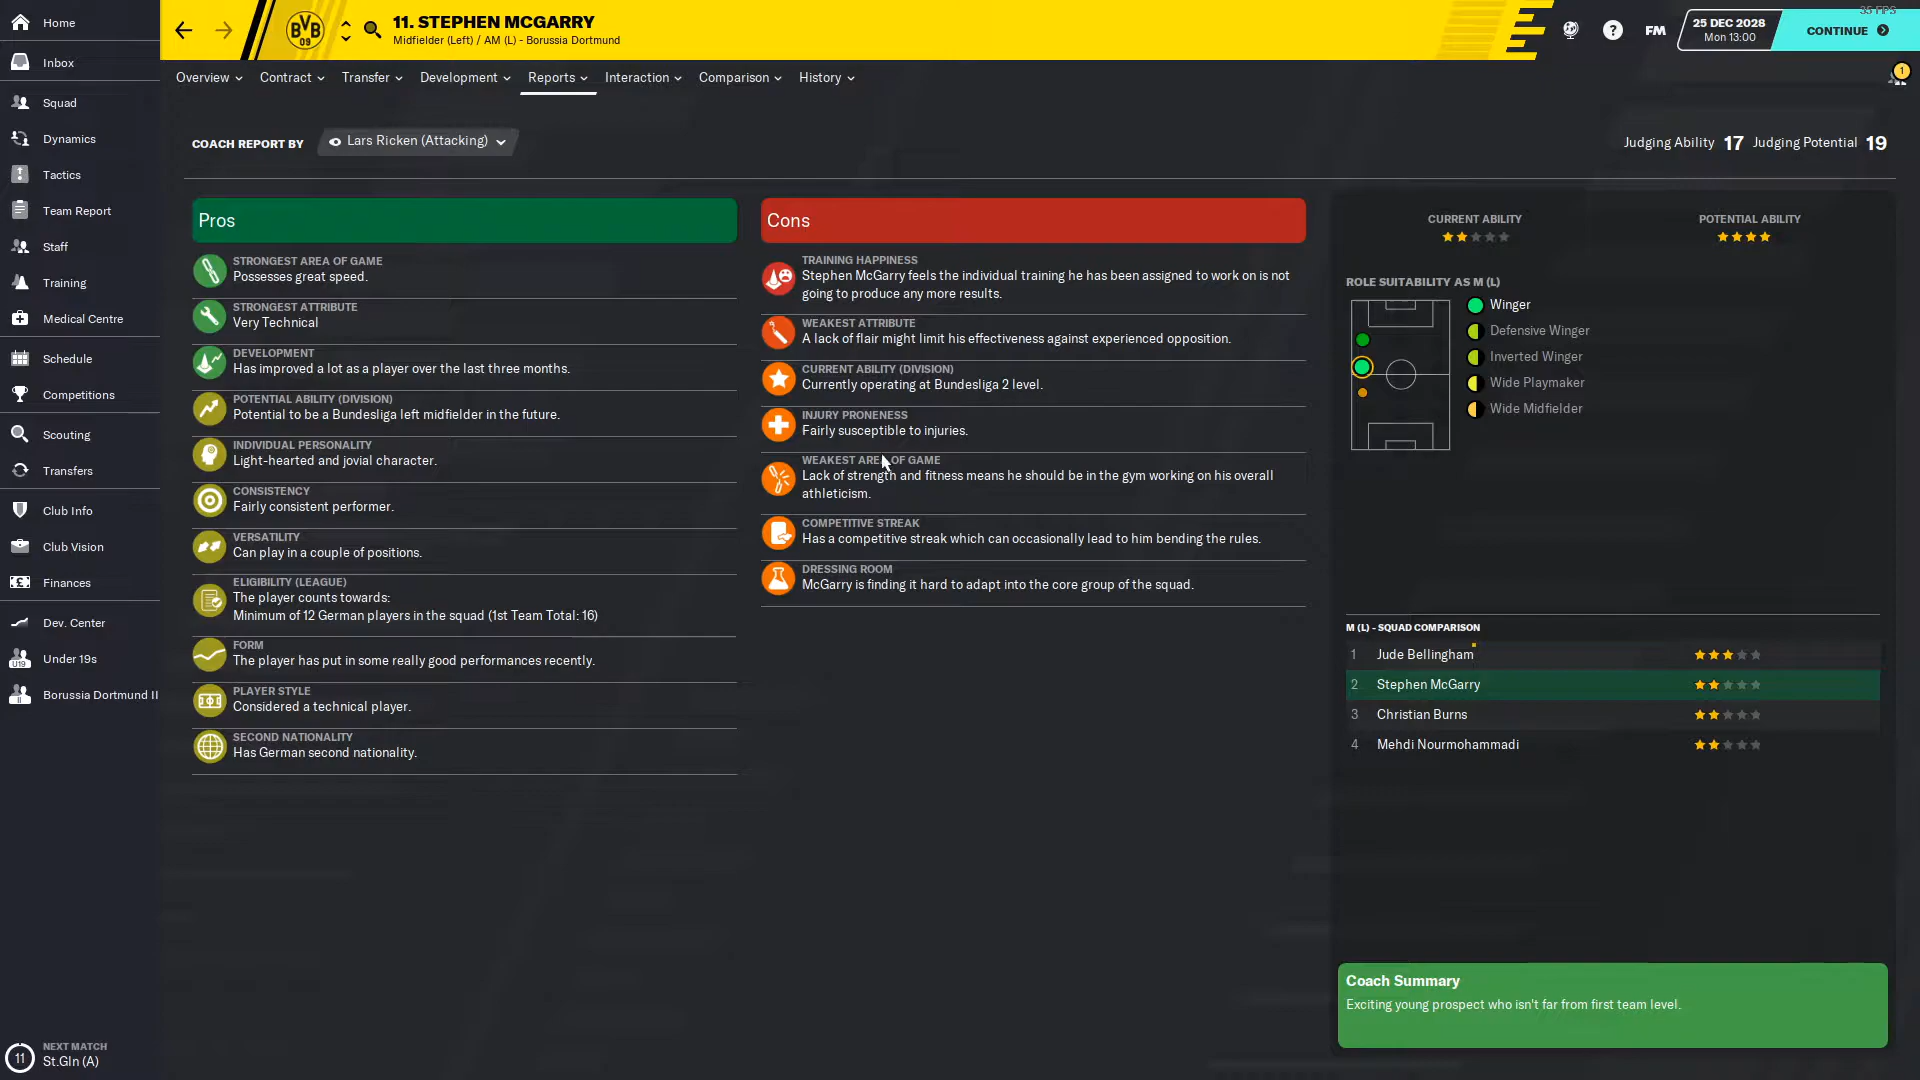 Home
Inbox
Squad
Dynamics
Tactics
Team Report
Staff
Training
Medical Centre
Schedule
Competitions
Scouting
Transfers
Club Info
Club Vision
Finances
Dev. Center
U19
Under 19s
II
Borussia Dortmund II
11
NEXT MATCH
St.Gln (A)
BVB
09
11. STEPHEN MCGARRY
Midfielder (Left) / AM (L) - Borussia Dortmund
?
FM
25 DEC 2028
Mon 13:00
35 FPS
CONTINUE
Overview
Contract
Transfer
Development
Reports
Interaction
Comparison
History
1
COACH REPORT BY
Lars Ricken (Attacking)
Judging Ability 17 Judging Potential 19
Pros
STRONGEST AREA OF GAME
Possesses great speed.
STRONGEST ATTRIBUTE
Very Technical
DEVELOPMENT
Has improved a lot as a player over the last three months.
POTENTIAL ABILITY (DIVISION)
Potential to be a Bundesliga left midfielder in the future.
INDIVIDUAL PERSONALITY
Light-hearted and jovial character.
CONSISTENCY
Fairly consistent performer.
VERSATILITY
Can play in a couple of positions.
ELIGIBILITY (LEAGUE)
The player counts towards:
Minimum of 12 German players in the squad (1st Team Total: 16)
FORM
The player has put in some really good performances recently.
PLAYER STYLE
Considered a technical player.
SECOND NATIONALITY
Has German second nationality.
Cons
TRAINING HAPPINESS
Stephen McGarry feels the individual training he has been assigned to work on is not
going to produce any more results.
WEAKEST ATTRIBUTE
A lack of flair might limit his effectiveness against experienced opposition.
CURRENT ABILITY (DIVISION)
Currently operating at Bundesliga 2 level.
INJURY PRONENESS
Fairly susceptible to injuries.
WEAKEST AREA OF GAME
Lack of strength and fitness means he should be in the gym working on his overall
athleticism.
COMPETITIVE STREAK
Has a competitive streak which can occasionally lead to him bending the rules.
DRESSING ROOM
McGarry is finding it hard to adapt into the core group of the squad.
CURRENT ABILITY
POTENTIAL ABILITY
ROLE SUITABILITY AS M (L)
Winger
Defensive Winger
Inverted Winger
Wide Playmaker
Wide Midfielder
M (L) - SQUAD COMPARISON
1 Jude Bellingham
2 Stephen McGarry
3 Christian Burns
4 Mehdi Nourmohammadi
Coach Summary
Exciting young prospect who isn't far from first team level.